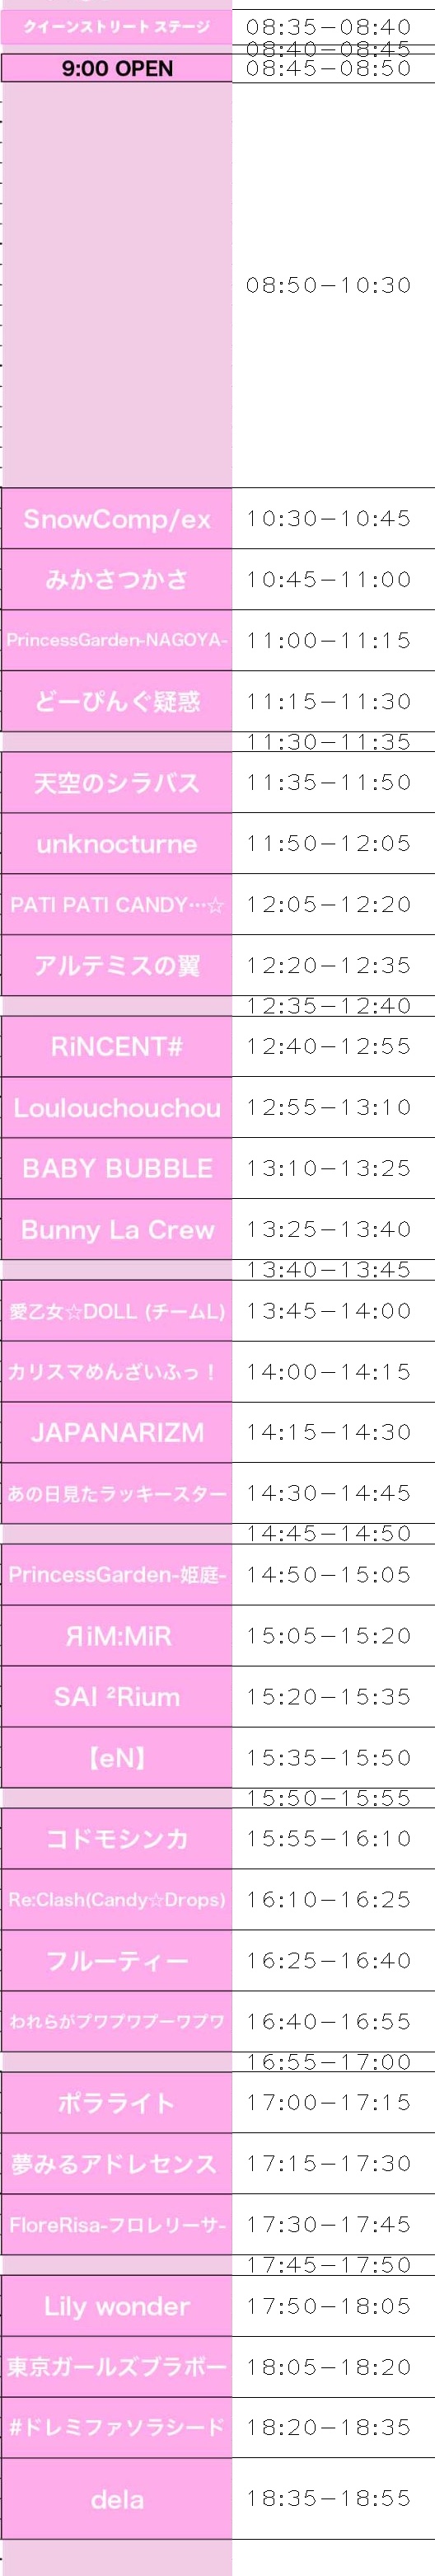 クイーンストリート ステージ 08:35−08:40
08:40−08:45
9:00 OPEN 08:45−08:50
08:50−10:30
SnowComp/ex 10:30−10:45
みかさつかさ 10:45−11:00
PrincessGarden-NAGOYA- 11:00−11:15
どーぴんぐ疑惑 11:15−11:30
11:30−11:35
天空のシラバス 11:35−11:50
unknocturne 11:50−12:05
PATI PATI CANDY…☆ 12:05−12:20
アルテミスの翼 12:20−12:35
12:35−12:40
RiNCENT# 12:40−12:55
Loulouchouchou 12:55−13:10
BABY BUBBLE 13:10−13:25
Bunny La Crew 13:25−13:40
13:40−13:45
愛乙女☆DOLL (チームL) 13:45−14:00
カリスマめんざいふっ！ 14:00−14:15
JAPANARIZM 14:15−14:30
あの日見たラッキースター 14:30−14:45
14:45−14:50
PrincessGarden-姫庭- 14:50−15:05
ЯiM:MiR 15:05−15:20
SAI ²Rium 15:20−15:35
【eN】 15:35−15:50
15:50−15:55
コドモシンカ 15:55−16:10
Re:Clash(Candy☆Drops) 16:10−16:25
フルーティー 16:25−16:40
われらがプワプワプーワプワ 16:40−16:55
16:55−17:00
ポラライト 17:00−17:15
夢みるアドレセンス 17:15−17:30
FloreRisa-フロレリーサ- 17:30−17:45
17:45−17:50
Lily wonder 17:50−18:05
東京ガールズブラボー 18:05−18:20
#ドレミファソラシード 18:20−18:35
dela 18:35−18:55